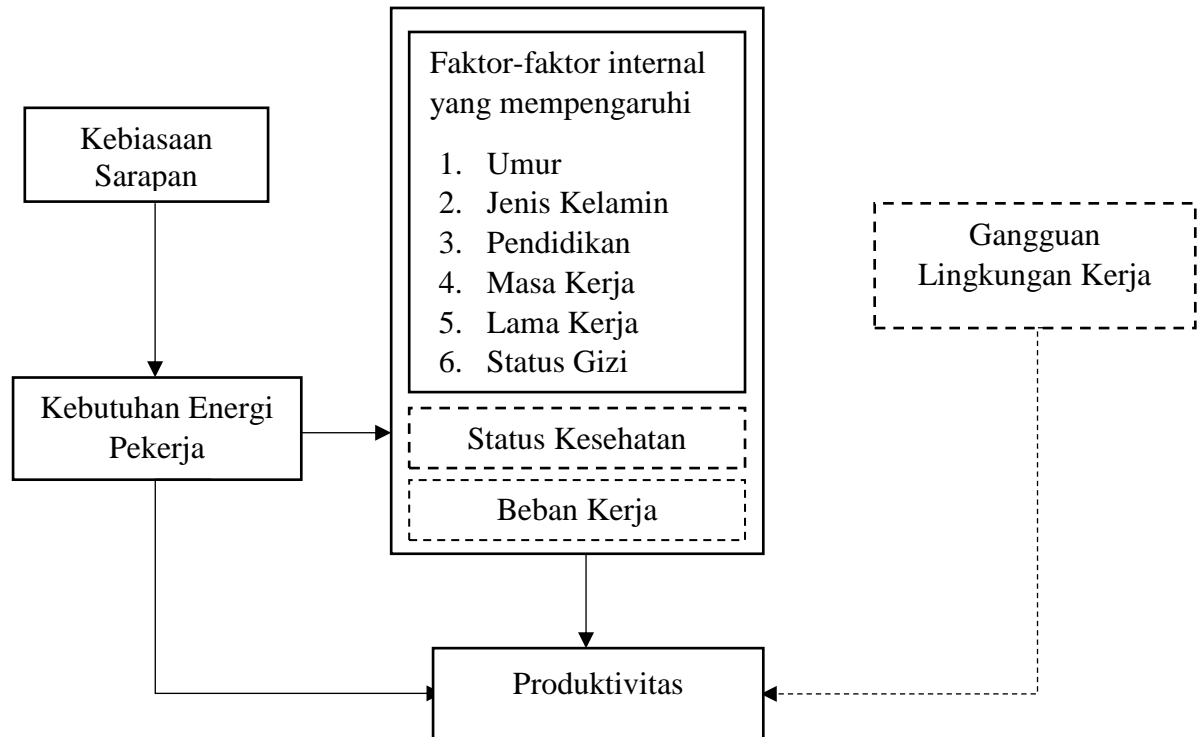 Faktor-faktor internal
yang mempengaruhi
1. Umur
2. Jenis Kelamin
3. Pendidikan
4. Masa Kerja
5. Lama Kerja
6. Status Gizi
Kebiasaan
Sarapan
Gangguan
Lingkungan Kerja
Kebutuhan Energi
Pekerja
Status Kesehatan
Beban Kerja
Produktivitas